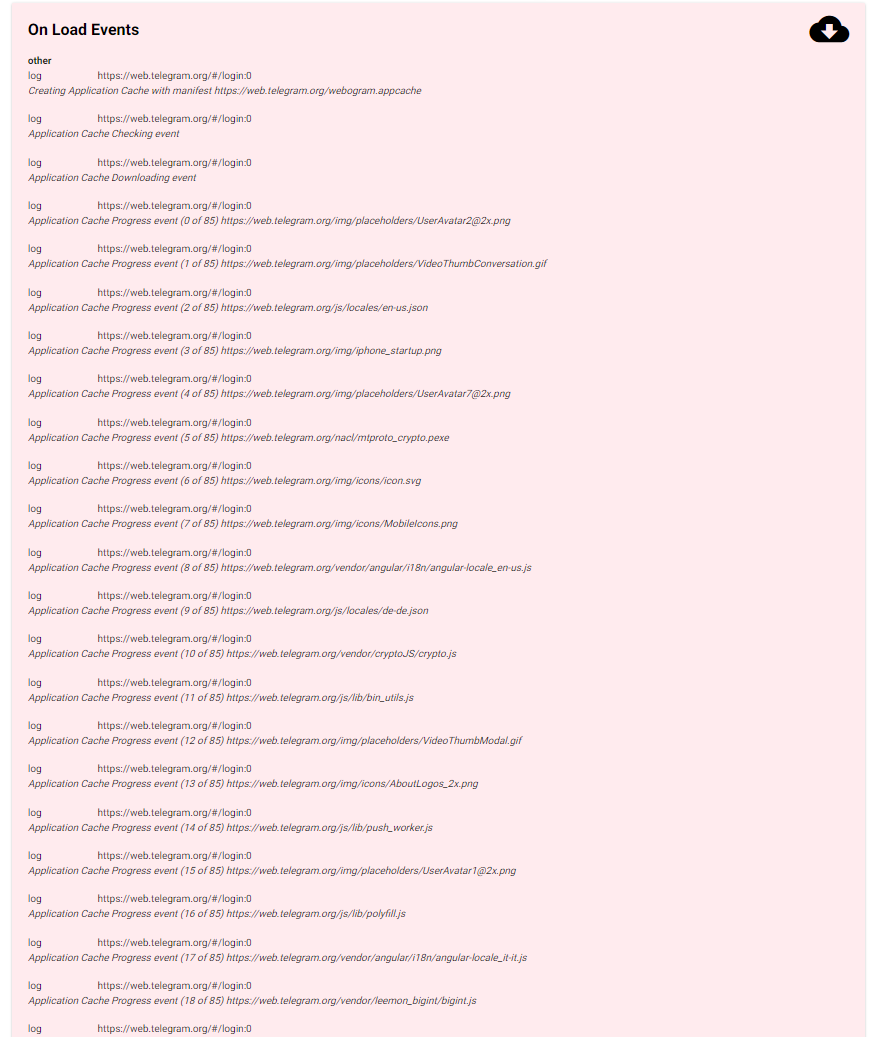 On Load Events
other
log https://web.telegram.org/#/login:0
Creating Application Cache with manifest https://web.telegram.org/webogram.appcache
log https://web.telegram.org/#/login:0
Application Cache Checking event
log https://web.telegram.org/#/login:0
Application Cache Downloading event
log https://web.telegram.org/#/login:0
Application Cache Progress event (0 of 85) https://web.telegram.org/img/placeholders/UserAvatar2@2x.png
log https://web.telegram.org/#/login:0
Application Cache Progress event (1 of 85) https://web.telegram.org/img/placeholders/VideoThumbConversation.gif
log https://web.telegram.org/#/login:0
Application Cache Progress event (2 of 85) https://web.telegram.org/js/locales/en-us.json
log https://web.telegram.org/#/login:0
Application Cache Progress event (3 of 85) https://web.telegram.org/img/iphone_startup.png
log https://web.telegram.org/#/login:0
Application Cache Progress event (4 of 85) https://web.telegram.org/img/placeholders/UserAvatar7@2x.png
log https://web.telegram.org/#/login:0
Application Cache Progress event (5 of 85) https://web.telegram.org/nacl/mtproto_crypto.pexe
log https://web.telegram.org/#/login:0
Application Cache Progress event (6 of 85) https://web.telegram.org/img/icons/icon.svg
log https://web.telegram.org/#/login:0
Application Cache Progress event (7 of 85) https://web.telegram.org/img/icons/MobileIcons.png
log https://web.telegram.org/#/login:0
Application Cache Progress event (8 of 85) https://web.telegram.org/vendor/angular/i18n/angular-locale_en-us.js
log https://web.telegram.org/#/login:0
Application Cache Progress event (9 of 85) https://web.telegram.org/js/locales/de-de.json
log https://web.telegram.org/#/login:0
Application Cache Progress event (10 of 85) https://web.telegram.org/vendor/cryptoJS/crypto.js
log https://web.telegram.org/#/login:0
Application Cache Progress event (11 of 85) https://web.telegram.org/js/lib/bin_utils.js
log https://web.telegram.org/#/login:0
Application Cache Progress event (12 of 85) https://web.telegram.org/img/placeholders/VideoThumbModal.gif
log https://web.telegram.org/#/login:0
Application Cache Progress event (13 of 85) https://web.telegram.org/img/icons/AboutLogos_2x.png
log https://web.telegram.org/#/login:0
Application Cache Progress event (14 of 85) https://web.telegram.org/js/lib/push_worker.js
log https://web.telegram.org/#/login:0
Application Cache Progress event (15 of 85) https://web.telegram.org/img/placeholders/UserAvatar1@2x.png
log https://web.telegram.org/#/login:0
Application Cache Progress event (16 of 85) https://web.telegram.org/js/lib/polyfill.js
log https://web.telegram.org/#/login:0
Application Cache Progress event (17 of 85) https://web.telegram.org/vendor/angular/i18n/angular-locale_it-it.js
log https://web.telegram.org/#/login:0
Application Cache Progress event (18 of 85) https://web.telegram.org/vendor/leemon_bigint/bigint.js
log https://web.telegram.org/#/login:0